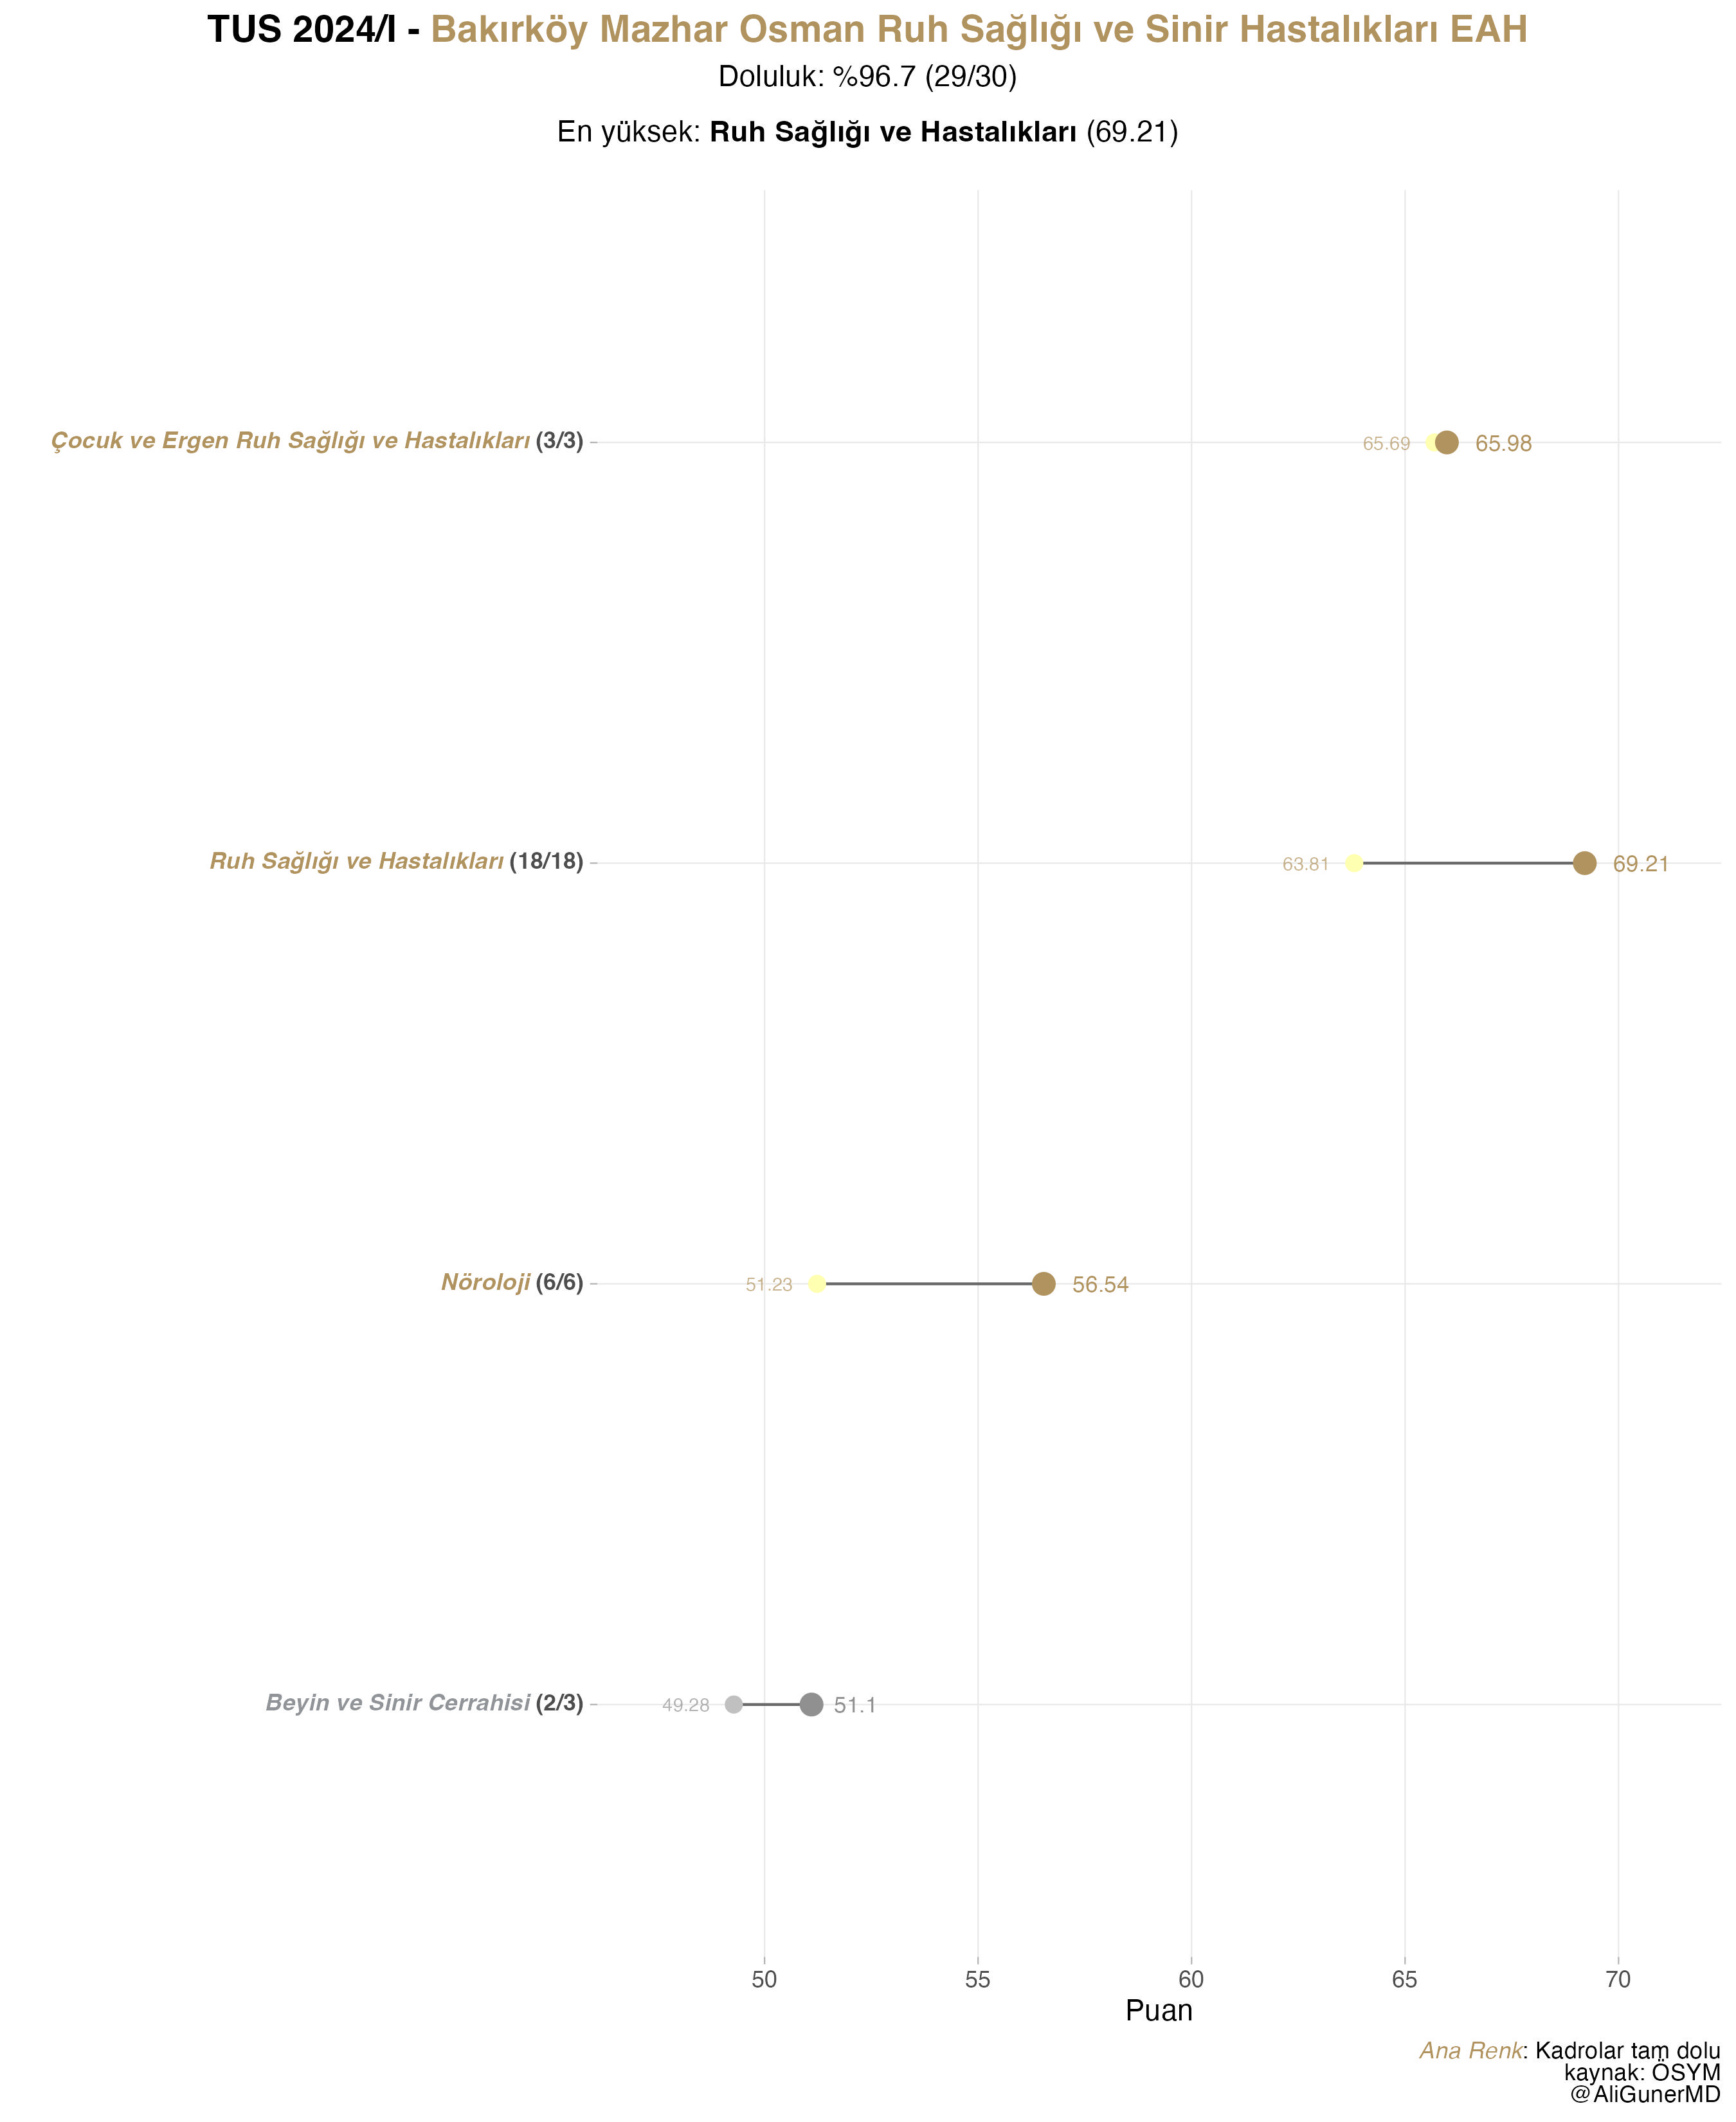 TUS 2024/I - Bakırköy Mazhar Osman Ruh Sağlığı ve Sinir Hastalıkları EAH
Doluluk: %96.7 (29/30)
En yüksek: Ruh Sağlığı ve Hastalıkları (69.21)
Çocuk ve Ergen Ruh Sağlığı ve Hastalıkları (3/3)
65.69
65.98
Ruh Sağlığı ve Hastalıkları (18/18)
63.81
69.21
Nöroloji (6/6)
51.23
56.54
Beyin ve Sinir Cerrahisi (2/3)
49.28
51.1
50 55 60 65 70
Puan
Ana Renk: Kadrolar tam dolu
kaynak: ÖSYM
@AliGunerMD